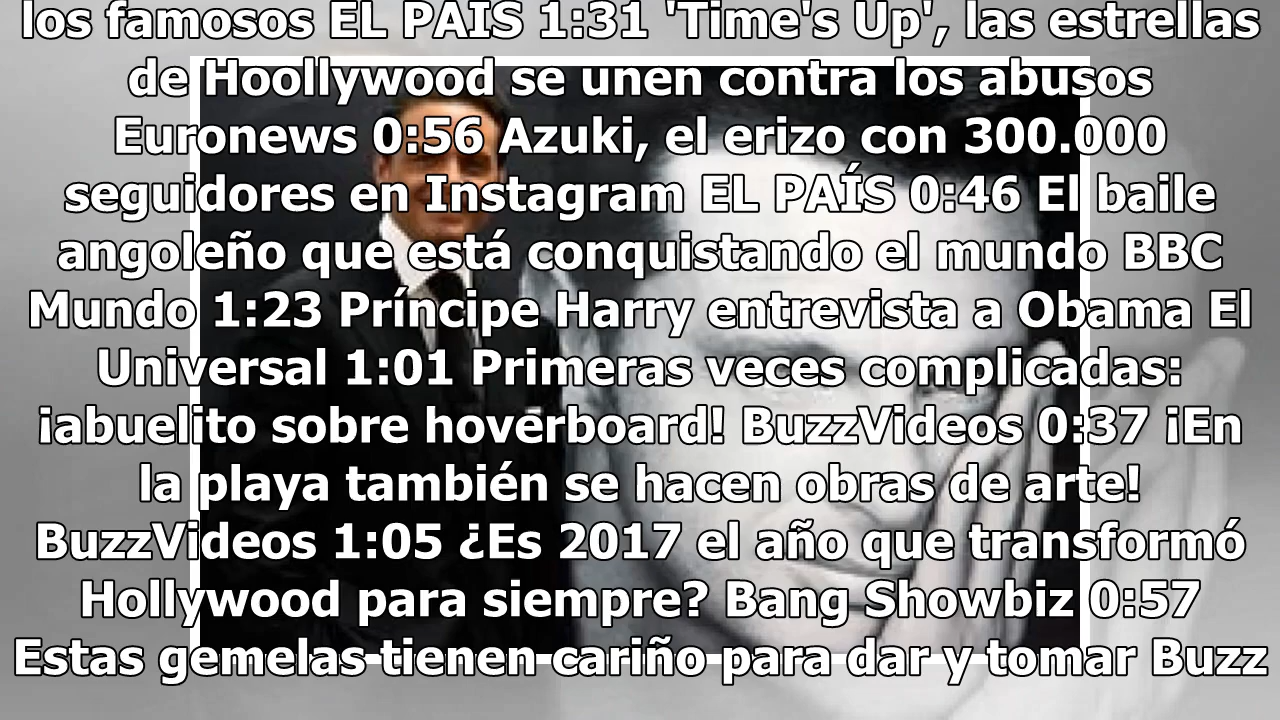 los famosos EL PAÍS 1:31 'Time's Up', las estrellas
de Hoollywood se unen contra los abusos
Euronews 0:56 Azuki, el erizo con 300.000
seguidores en Instagram EL PAÍS 0:46 El baile
angoleño que está conquistando el mundo BBC
Mundo 1:23 Príncipe Harry entrevista a Obama El
Universal 1:01 Primeras veces complicadas:
¡abuelito sobre hoverboard! BuzzVideos 0:37 ¡En
la playa también se hacen obras de arte!
BuzzVideos 1:05 ¿Es 2017 el año que transformó
Hollywood para siempre? Bang Showbiz 0:57
Estas gemelas tienen cariño para dar y tomar Buzz